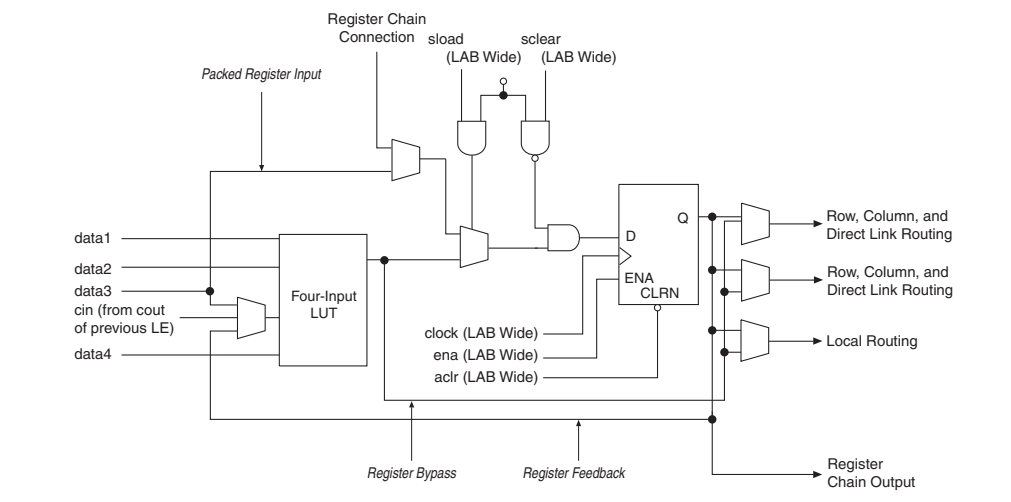 Register Chain
Connection
sload
(LAB Wide)
sclear
(LAB Wide)
Packed Register Input
data1
data2
data3
cin (from cout
of previous LE)
data4
Four-Input
LUT
D
Q
ENA
CLRN
clock (LAB Wide)
ena (LAB Wide)
aclr (LAB Wide)
Row, Column, and
Direct Link Routing
Row, Column, and
Direct Link Routing
Local Routing
Register Bypass
Register Feedback
Register
Chain Output